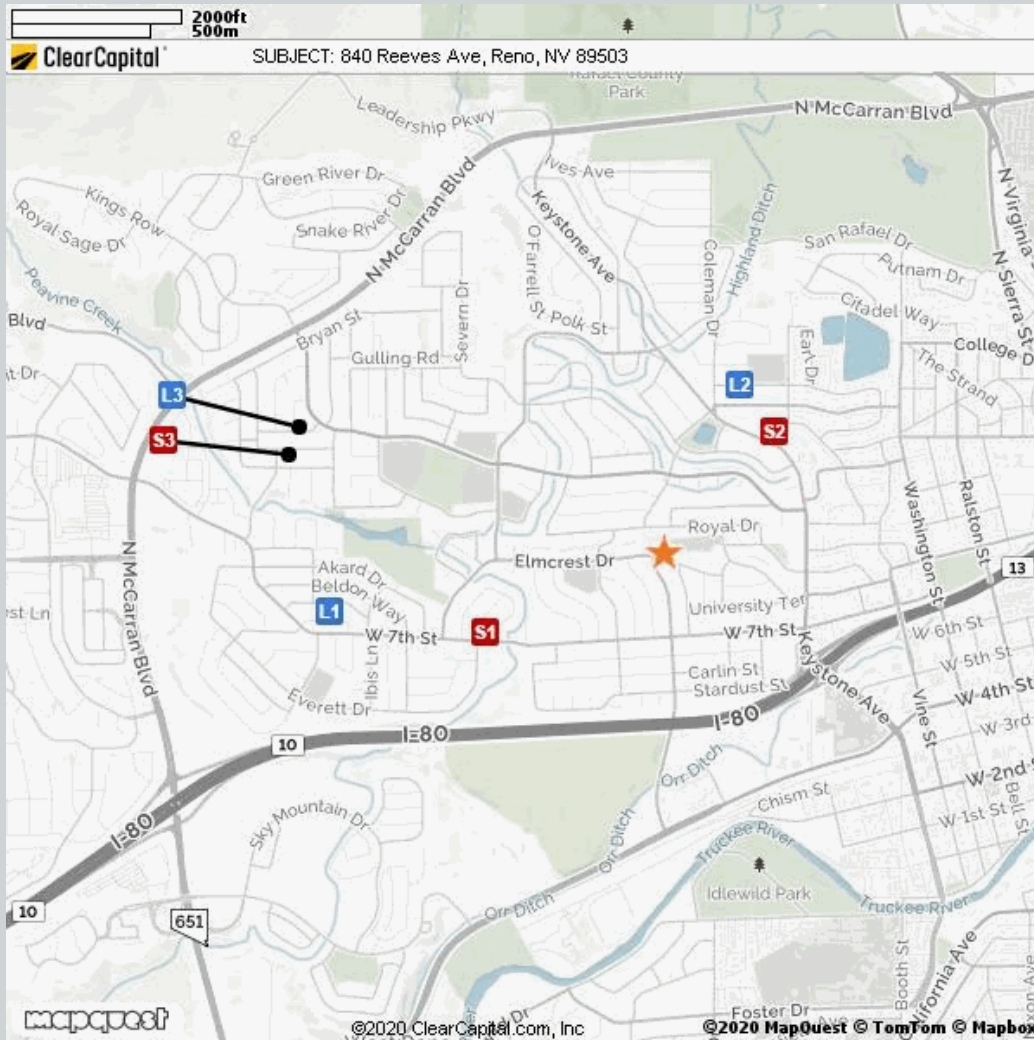 2000ft
500m
ClearCapital
SUBJECT: 840 Reeves Ave, Reno, NV 89503
Rafael County
Park
Leadership Pkwy
N McCarran Blvd
Ives Ave
Green River Dr
Kings Row
Royal Sage Dr
Snake River Dr
N McCarran Blvd
Keystone Ave
O'Farrell St
Coleman Dr
Highland Ditch
San Rafael Dr
Putnam Dr
N Virginia
N Sierra St
Peavine Creek
Blvd
Bryan St
Severn Dr
Polk St
Citadel Way
Gulling Rd
Earl Dr
College D
The Strand
L3
L2
S3
S2
Washington St
Ralston St
Royal Dr
Elmcrest Dr
13
N McCarran Blvd
Akard Dr
Beldon Way
L1
University Ter
W 7th St
S1
W 7th St
W 6th St
Ibis Ln
Carlin St
Stardust St
Keystone Ave
W 5th St
W 4th St
Everett Dr
Vine St
W 3rd
I-80
I-80
10
Orr Ditch
W 2nd S
Bell St
Chism St
W 1st St
Sky Mountain Dr
I-80
Orr Ditch
Truckee River
Idlewild Park
Truckee River
10
651
Orr Ditch
Booth St
California Ave
Foster Dr
mapquest
©2020 ClearCapital.com, Inc
©2020 MapQuest © TomTom © Mapbox